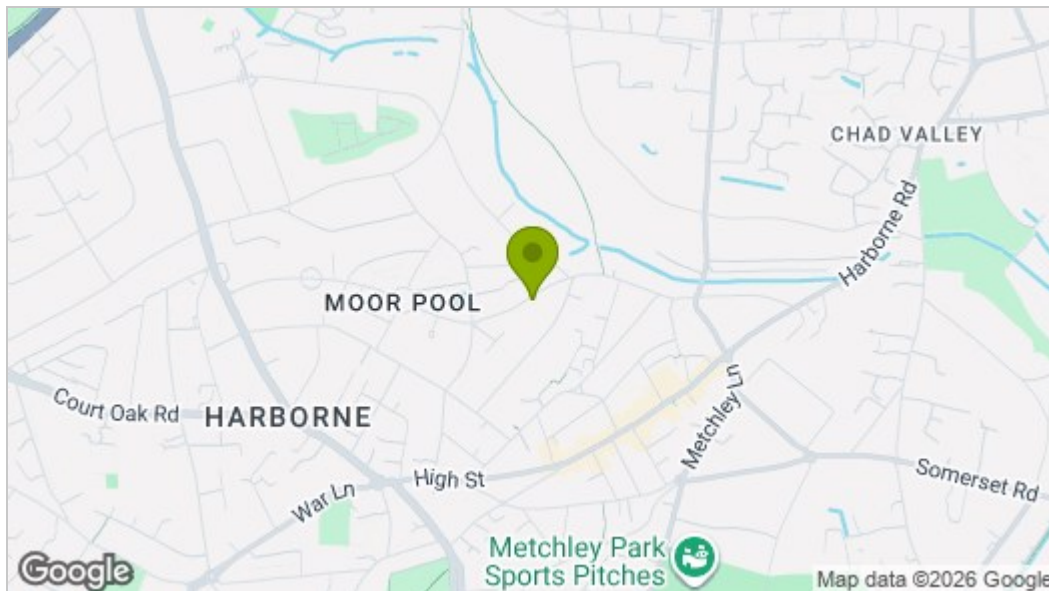 CHAD VALLEY
Harborne Rd
MOOR POOL
Court Oak Rd
HARBORNE
Metchley Ln
High St
War Ln
Somerset Rd
Metchley Park
Sports Pitches
Google
Map data ©2026 Google